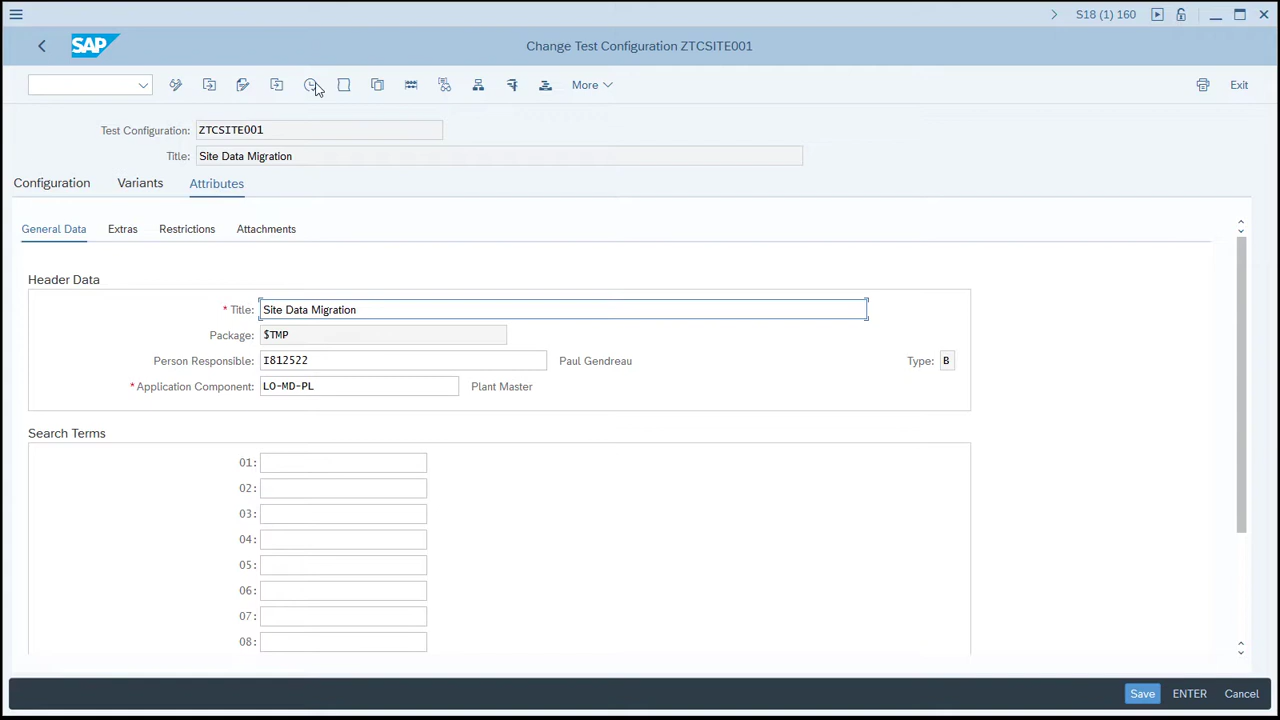 S18 (1) 160
SAP
Change Test Configuration ZTCSITE001
More
Exit
Test Configuration: ZTCSITE001
Title: Site Data Migration
Configuration Variants Attributes
General Data Extras Restrictions Attachments
Header Data
* Title: Site Data Migration
Package: $TMP
Person Responsible: I812522 Paul Gendreau Type: B
* Application Component: LO-MD-PL Plant Master
Search Terms
01:
02:
03:
04:
05:
06:
07:
08:
Save ENTER Cancel